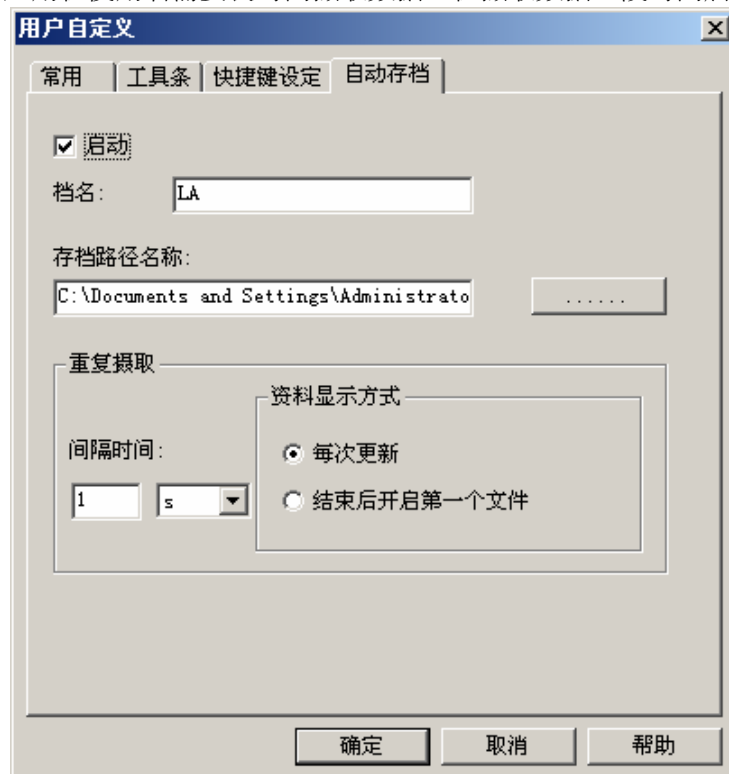 用户自定义
常用 工具条 快捷键设定 自动存档
启动
档名: LA
存档路径名称:
C:\Documents and Settings\Administrato
......
重复摄取
资料显示方式
间隔时间:
每次更新
1 s
结束后开启第一个文件
确定 取消 帮助